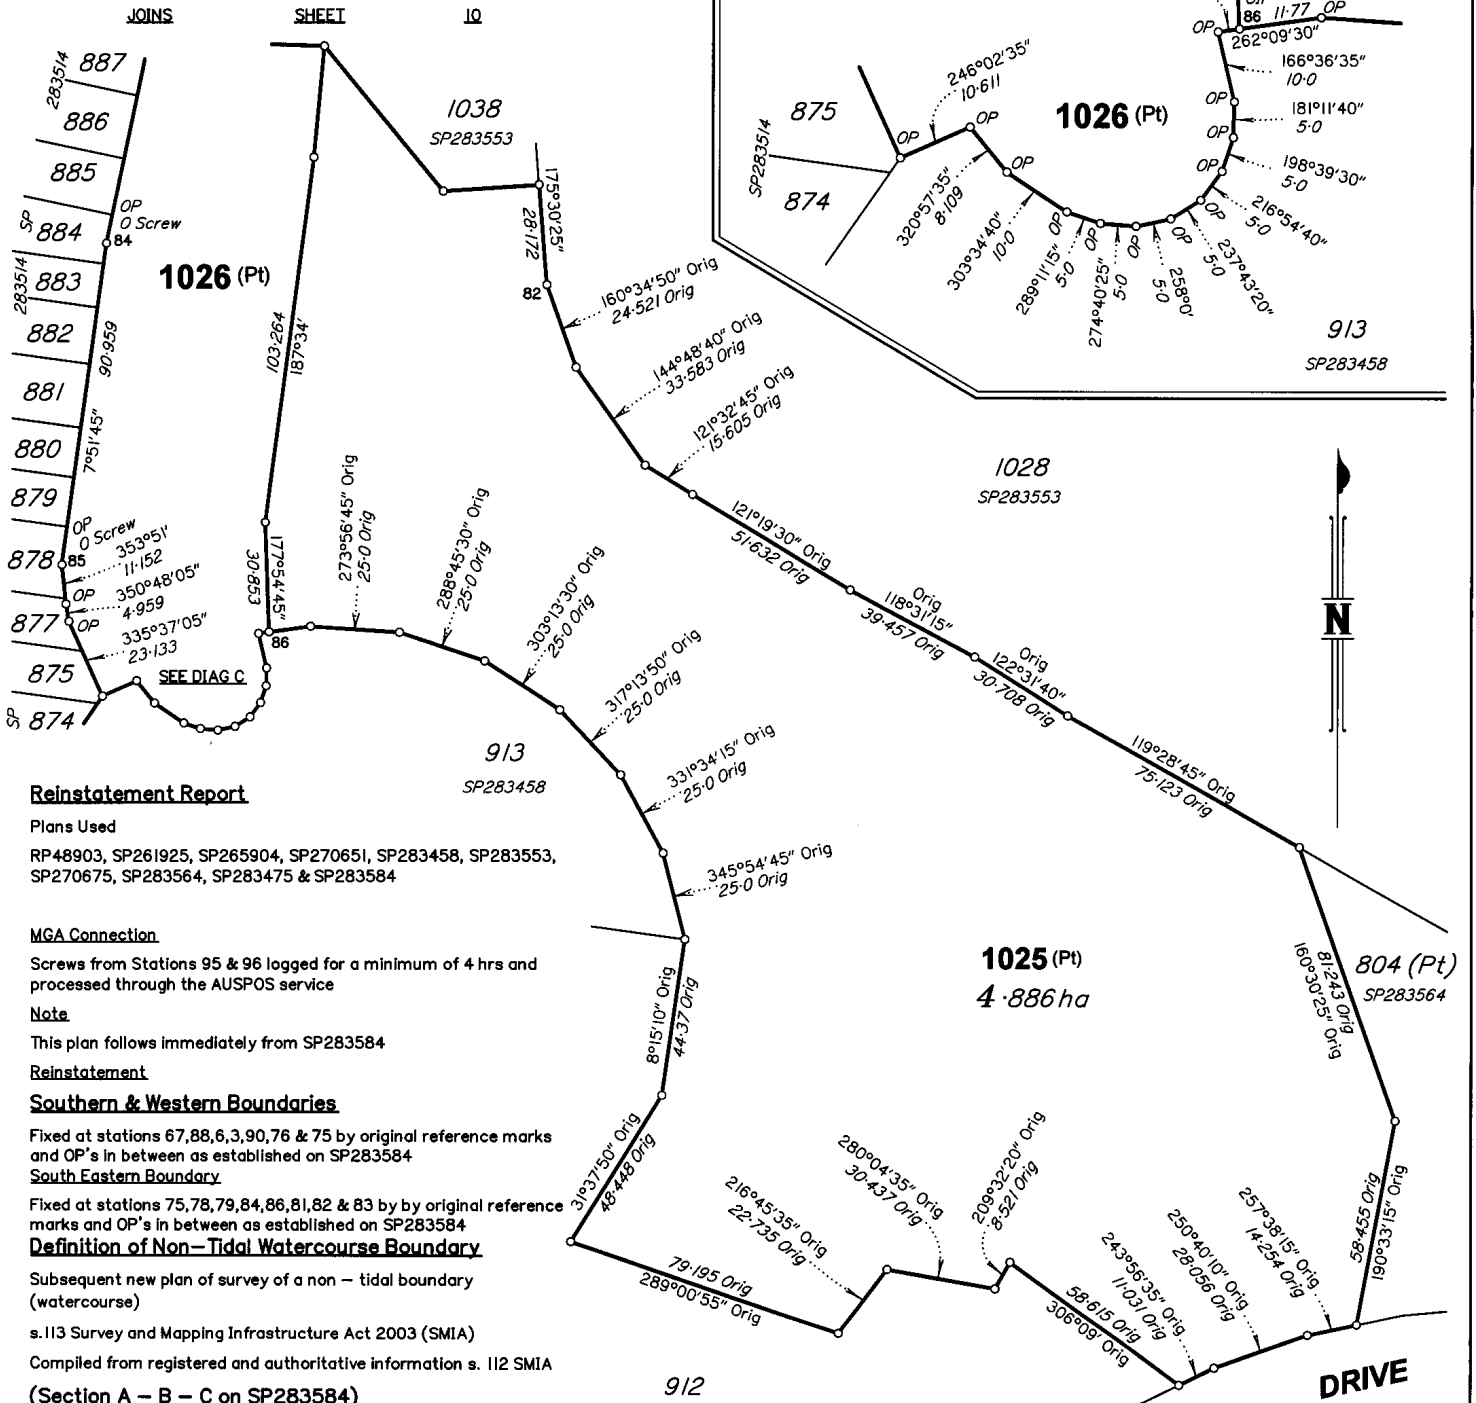 JOINS SHEET 10
887
283514
886
885
884
SP
283514
883
882
881
880
879
878
877
875
874
SP
OP
O Screw
84
1026 (Pt)
90·959
7°51'45"
OP
O Screw
85
353°51'
11·152
OP
350°48'05"
4·959
OP
335°37'05"
23·133
SEE DIAG C
103·264
187°34'
177°54'45"
30·853
86
1038
SP283553
175°30'25"
28·172
82
160°34'50" Orig
24·521 Orig
144°48'40" Orig
33·583 Orig
121°32'45" Orig
15·605 Orig
121°19'30" Orig
51·632 Orig
Orig
118°31'15"
39·457 Orig
Orig
122°31'40"
30·708 Orig
119°28'45" Orig
75·123 Orig
1028
SP283553
273°56'45" Orig
25·0 Orig
288°45'30" Orig
25·0 Orig
303°13'30" Orig
25·0 Orig
317°13'50" Orig
25·0 Orig
331°34'15" Orig
25·0 Orig
345°54'45" Orig
25·0 Orig
913
SP283458
86
11·77
OP
OP
262°09'30"
166°36'35"
10·0
OP
181°11'40"
5·0
OP
198°39'30"
5·0
OP
216°54'40"
5·0
OP
237°43'20"
5·0
OP
258°0'
5·0
OP
274°40'25"
5·0
OP
289°11'15"
5·0
OP
303°34'40"
10·0
OP
320°57'35"
8·109
OP
246°02'35"
10·611
OP
875
SP283514
874
1026 (Pt)
913
SP283458
N
1025 (Pt)
4·886 ha
81·243 Orig
160°30'25" Orig
804 (Pt)
SP283564
58·455 Orig
190°33'15" Orig
257°38'15" Orig
14·254 Orig
250°40'10" Orig
28·056 Orig
243°56'35" Orig
11·031 Orig
58·615 Orig
306°09' Orig
209°32'20" Orig
8·521 Orig
280°04'35" Orig
30·437 Orig
216°45'35" Orig
22·735 Orig
79·195 Orig
289°00'55" Orig
31°37'50" Orig
48·448 Orig
8°15'10" Orig
44·37 Orig
912
DRIVE
Reinstatement Report
Plans Used
RP48903, SP261925, SP265904, SP270651, SP283458, SP283553,
SP270675, SP283564, SP283475 & SP283584
MGA Connection
Screws from Stations 95 & 96 logged for a minimum of 4 hrs and
processed through the AUSPOS service
Note
This plan follows immediately from SP283584
Reinstatement
Southern & Western Boundaries
Fixed at stations 67,88,6,3,90,76 & 75 by original reference marks
and OP's in between as established on SP283584
South Eastern Boundary
Fixed at stations 75,78,79,84,86,81,82 & 83 by by original reference
marks and OP's in between as established on SP283584
Definition of Non-Tidal Watercourse Boundary
Subsequent new plan of survey of a non – tidal boundary
(watercourse)
s.113 Survey and Mapping Infrastructure Act 2003 (SMIA)
Compiled from registered and authoritative information s. 112 SMIA
(Section A – B – C on SP283584)